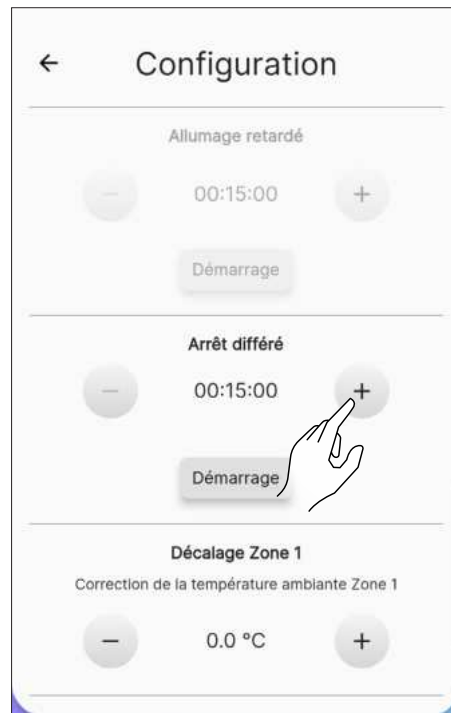 ← Configuration
Allumage retardé
− 00:15:00 +
Démarrage
Arrêt différé
− 00:15:00 +
Démarrage
Décalage Zone 1
Correction de la température ambiante Zone 1
− 0.0 °C +